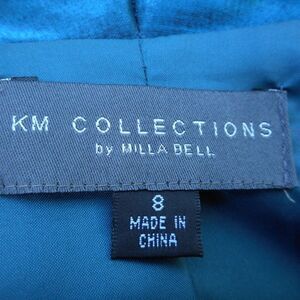 KM COLLECTIONS
by MILLA BELL
8
MADE IN
CHINA